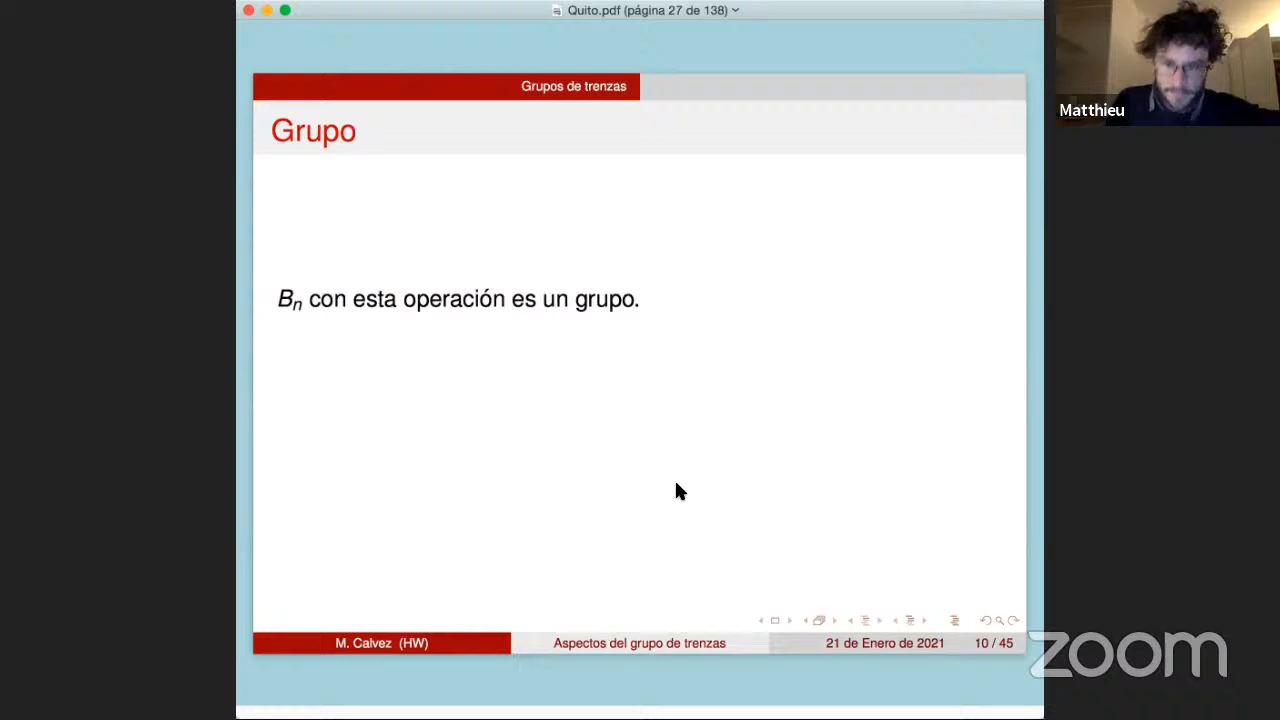 Quito.pdf (página 27 de 138)
Matthieu
Grupos de trenzas
Grupo
Bn con esta operación es un grupo.
M. Calvez (HW)
Aspectos del grupo de trenzas
21 de Enero de 2021
10 / 45
zoom